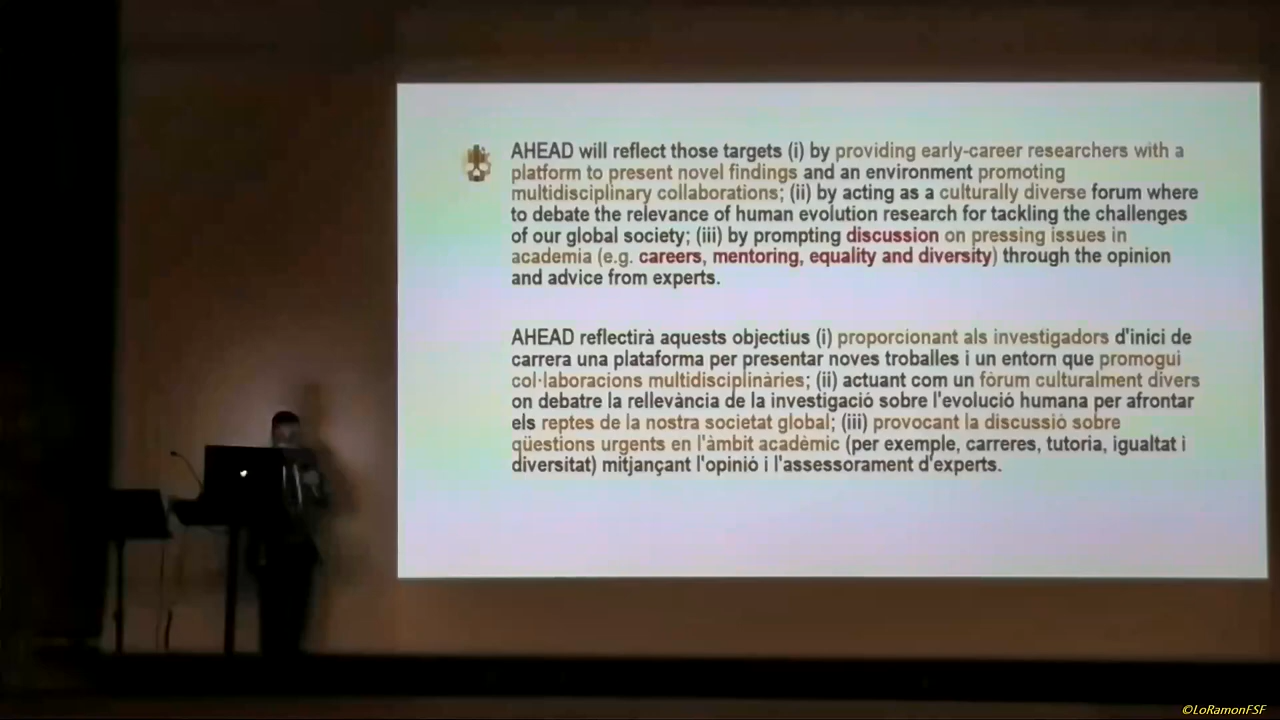 AHEAD will reflect those targets (i) by providing early-career researchers with a
platform to present novel findings and an environment promoting
multidisciplinary collaborations; (ii) by acting as a culturally diverse forum where
to debate the relevance of human evolution research for tackling the challenges
of our global society; (iii) by prompting discussion on pressing issues in
academia (e.g. careers, mentoring, equality and diversity) through the opinion
and advice from experts.
AHEAD reflectirà aquests objectius (i) proporcionant als investigadors d'inici de
carrera una plataforma per presentar noves troballes i un entorn que promogui
col·laboracions multidisciplinàries; (ii) actuant com un fòrum culturalment divers
on debatre la rellevància de la investigació sobre l'evolució humana per afrontar
els reptes de la nostra societat global; (iii) provocant la discussió sobre
qüestions urgents en l'àmbit acadèmic (per exemple, carreres, tutoria, igualtat i
diversitat) mitjançant l'opinió i l'assessorament d'experts.
©LoRamonFSF